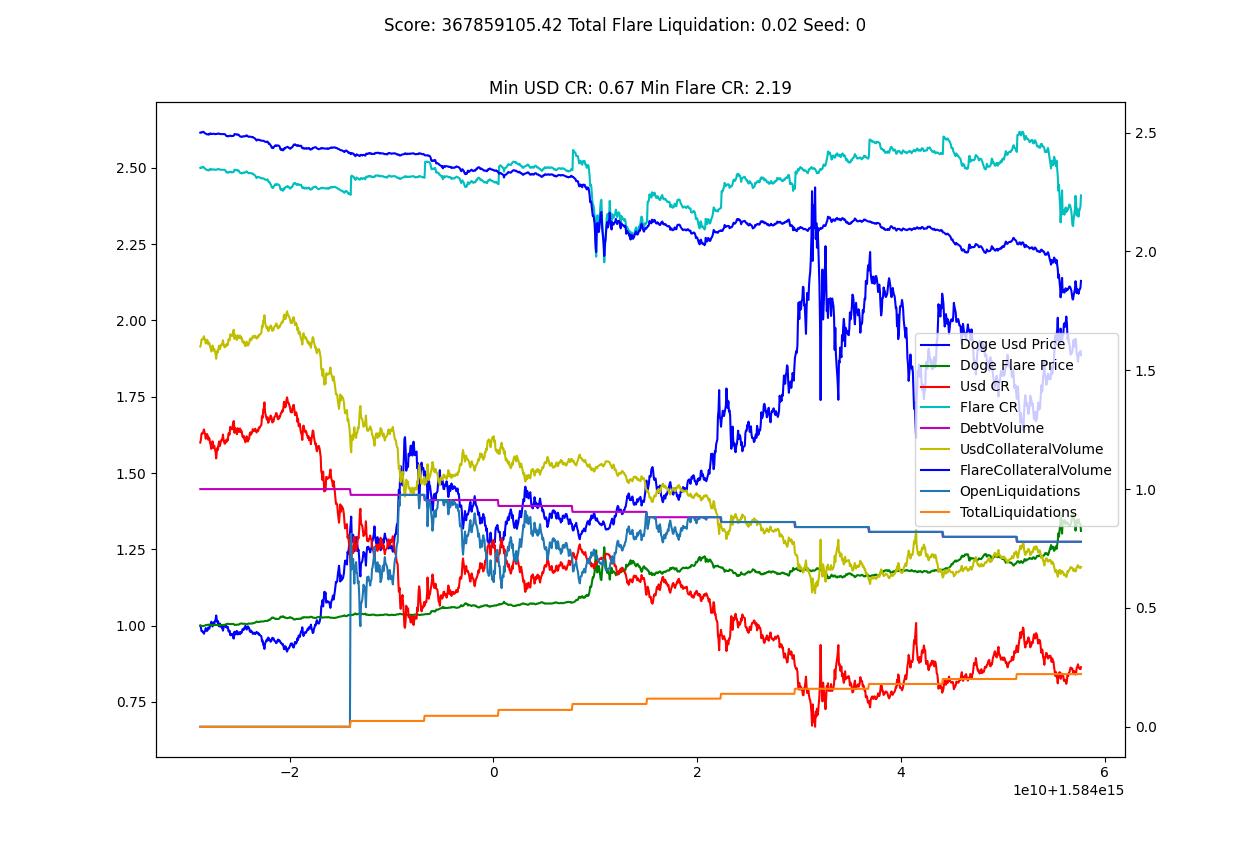 Score: 367859105.42 Total Flare Liquidation: 0.02 Seed: 0
Min USD CR: 0.67 Min Flare CR: 2.19
2.50
2.25
2.00
1.75
1.50
1.25
1.00
0.75
2.5
2.0
1.5
1.0
0.5
0.0
Doge Usd Price
Doge Flare Price
Usd CR
Flare CR
DebtVolume
UsdCollateralVolume
FlareCollateralVolume
OpenLiquidations
TotalLiquidations
−2 0 2 4 6
1e10+1.584e15